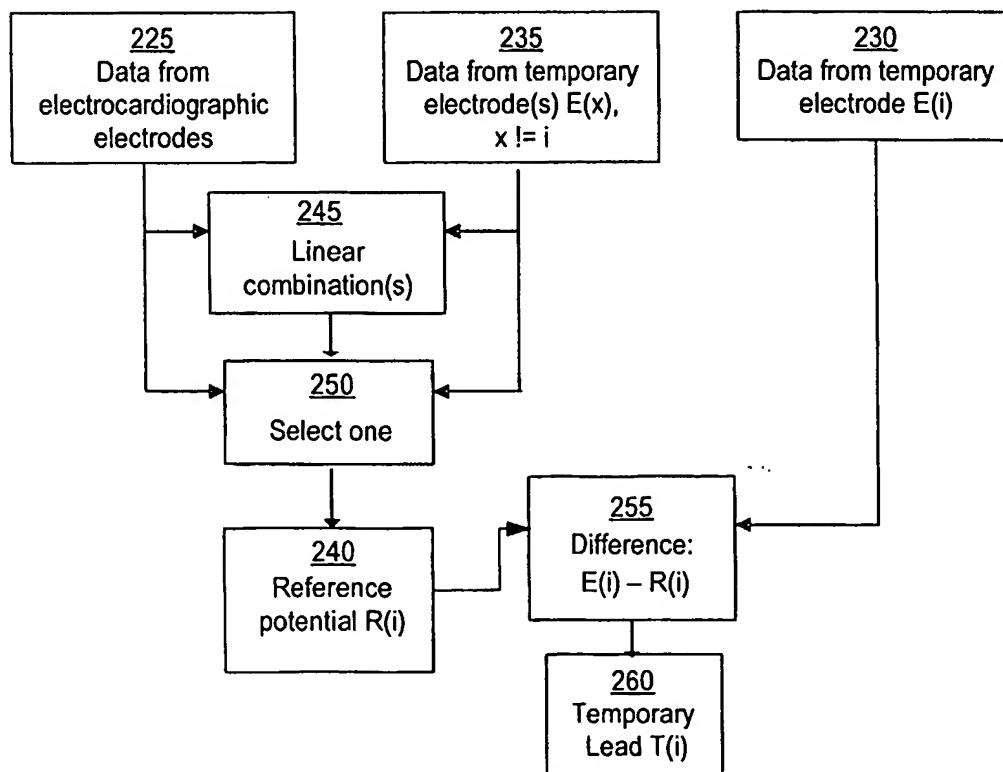 225
Data from
electrocardiographic
electrodes
235
Data from temporary
electrode(s) E(x),
x != i
230
Data from temporary
electrode E(i)
245
Linear
combination(s)
250
Select one
240
Reference
potential R(i)
255
Difference:
E(i) – R(i)
260
Temporary
Lead T(i)